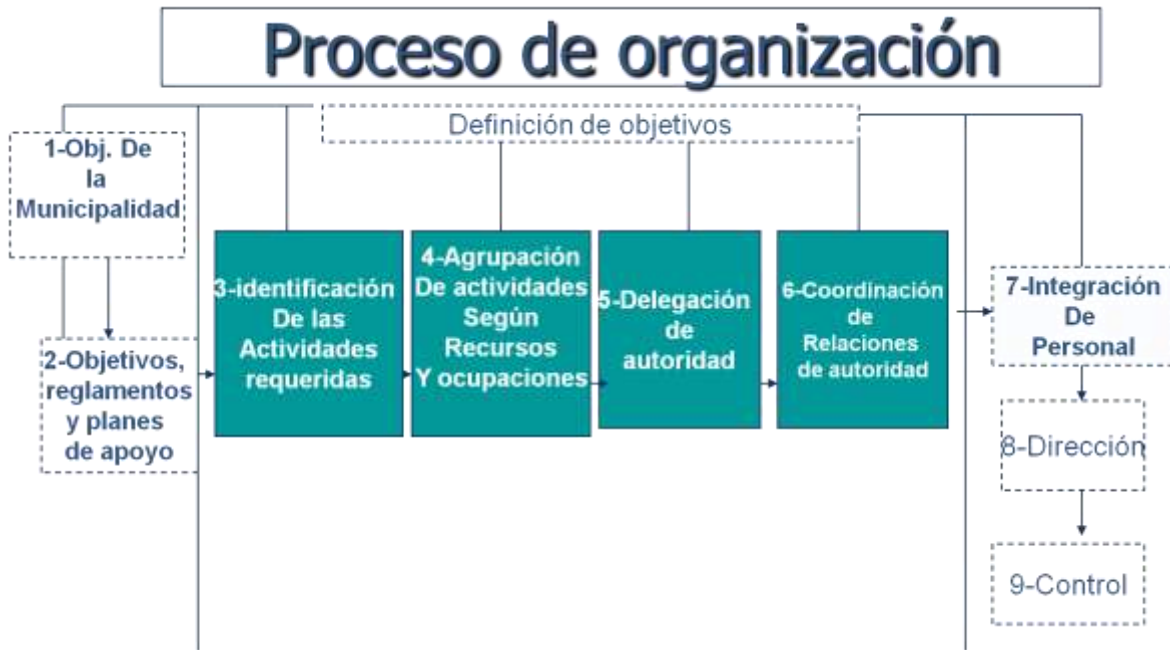 Proceso de organización
Definición de objetivos
1-Obj. De
la
Municipalidad
2-Objetivos,
reglamentos
y planes
de apoyo
3-identificación
De las
Actividades
requeridas
4-Agrupación
De actividades
Según
Recursos
Y ocupaciones
5-Delegación
de
autoridad
6-Coordinación
de
Relaciones
de autoridad
7-Integración
De
Personal
8-Dirección
9-Control